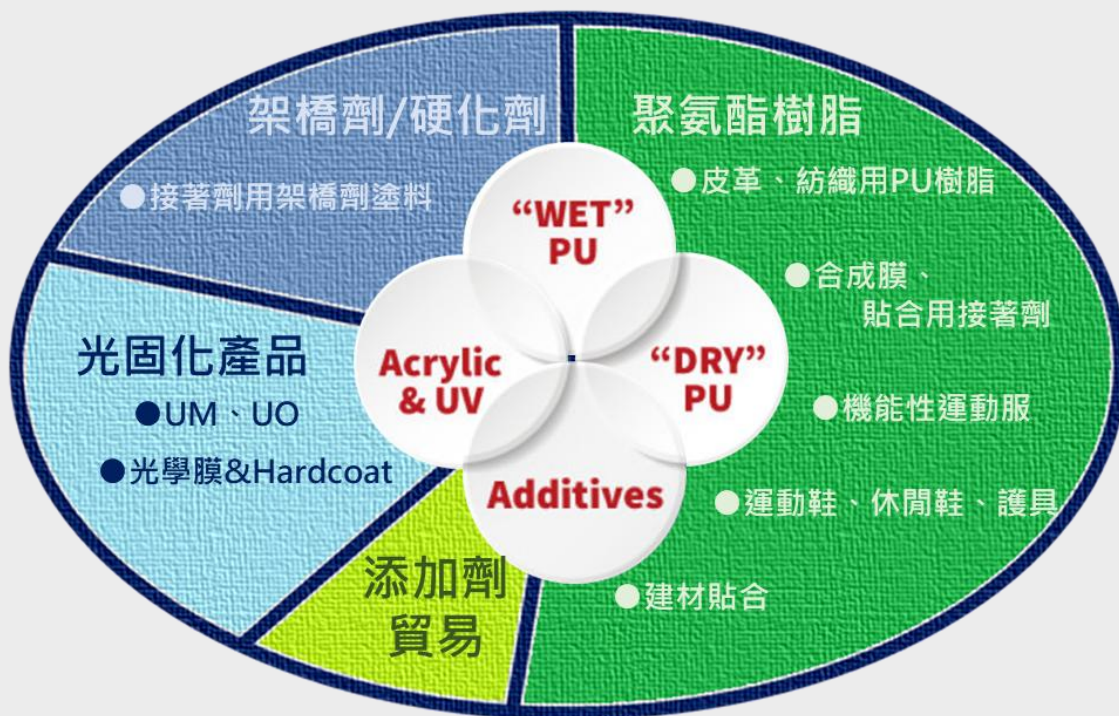 架橋劑/硬化劑
●接著劑用架橋劑塗料
聚氨酯樹脂
●皮革、紡織用PU樹脂
●合成膜、
貼合用接著劑
●機能性運動服
●運動鞋、休閒鞋、護具
●建材貼合
光固化產品
●UM、UO
●光學膜&Hardcoat
添加劑
貿易
“WET”
PU
Acrylic
& UV
“DRY”
PU
Additives